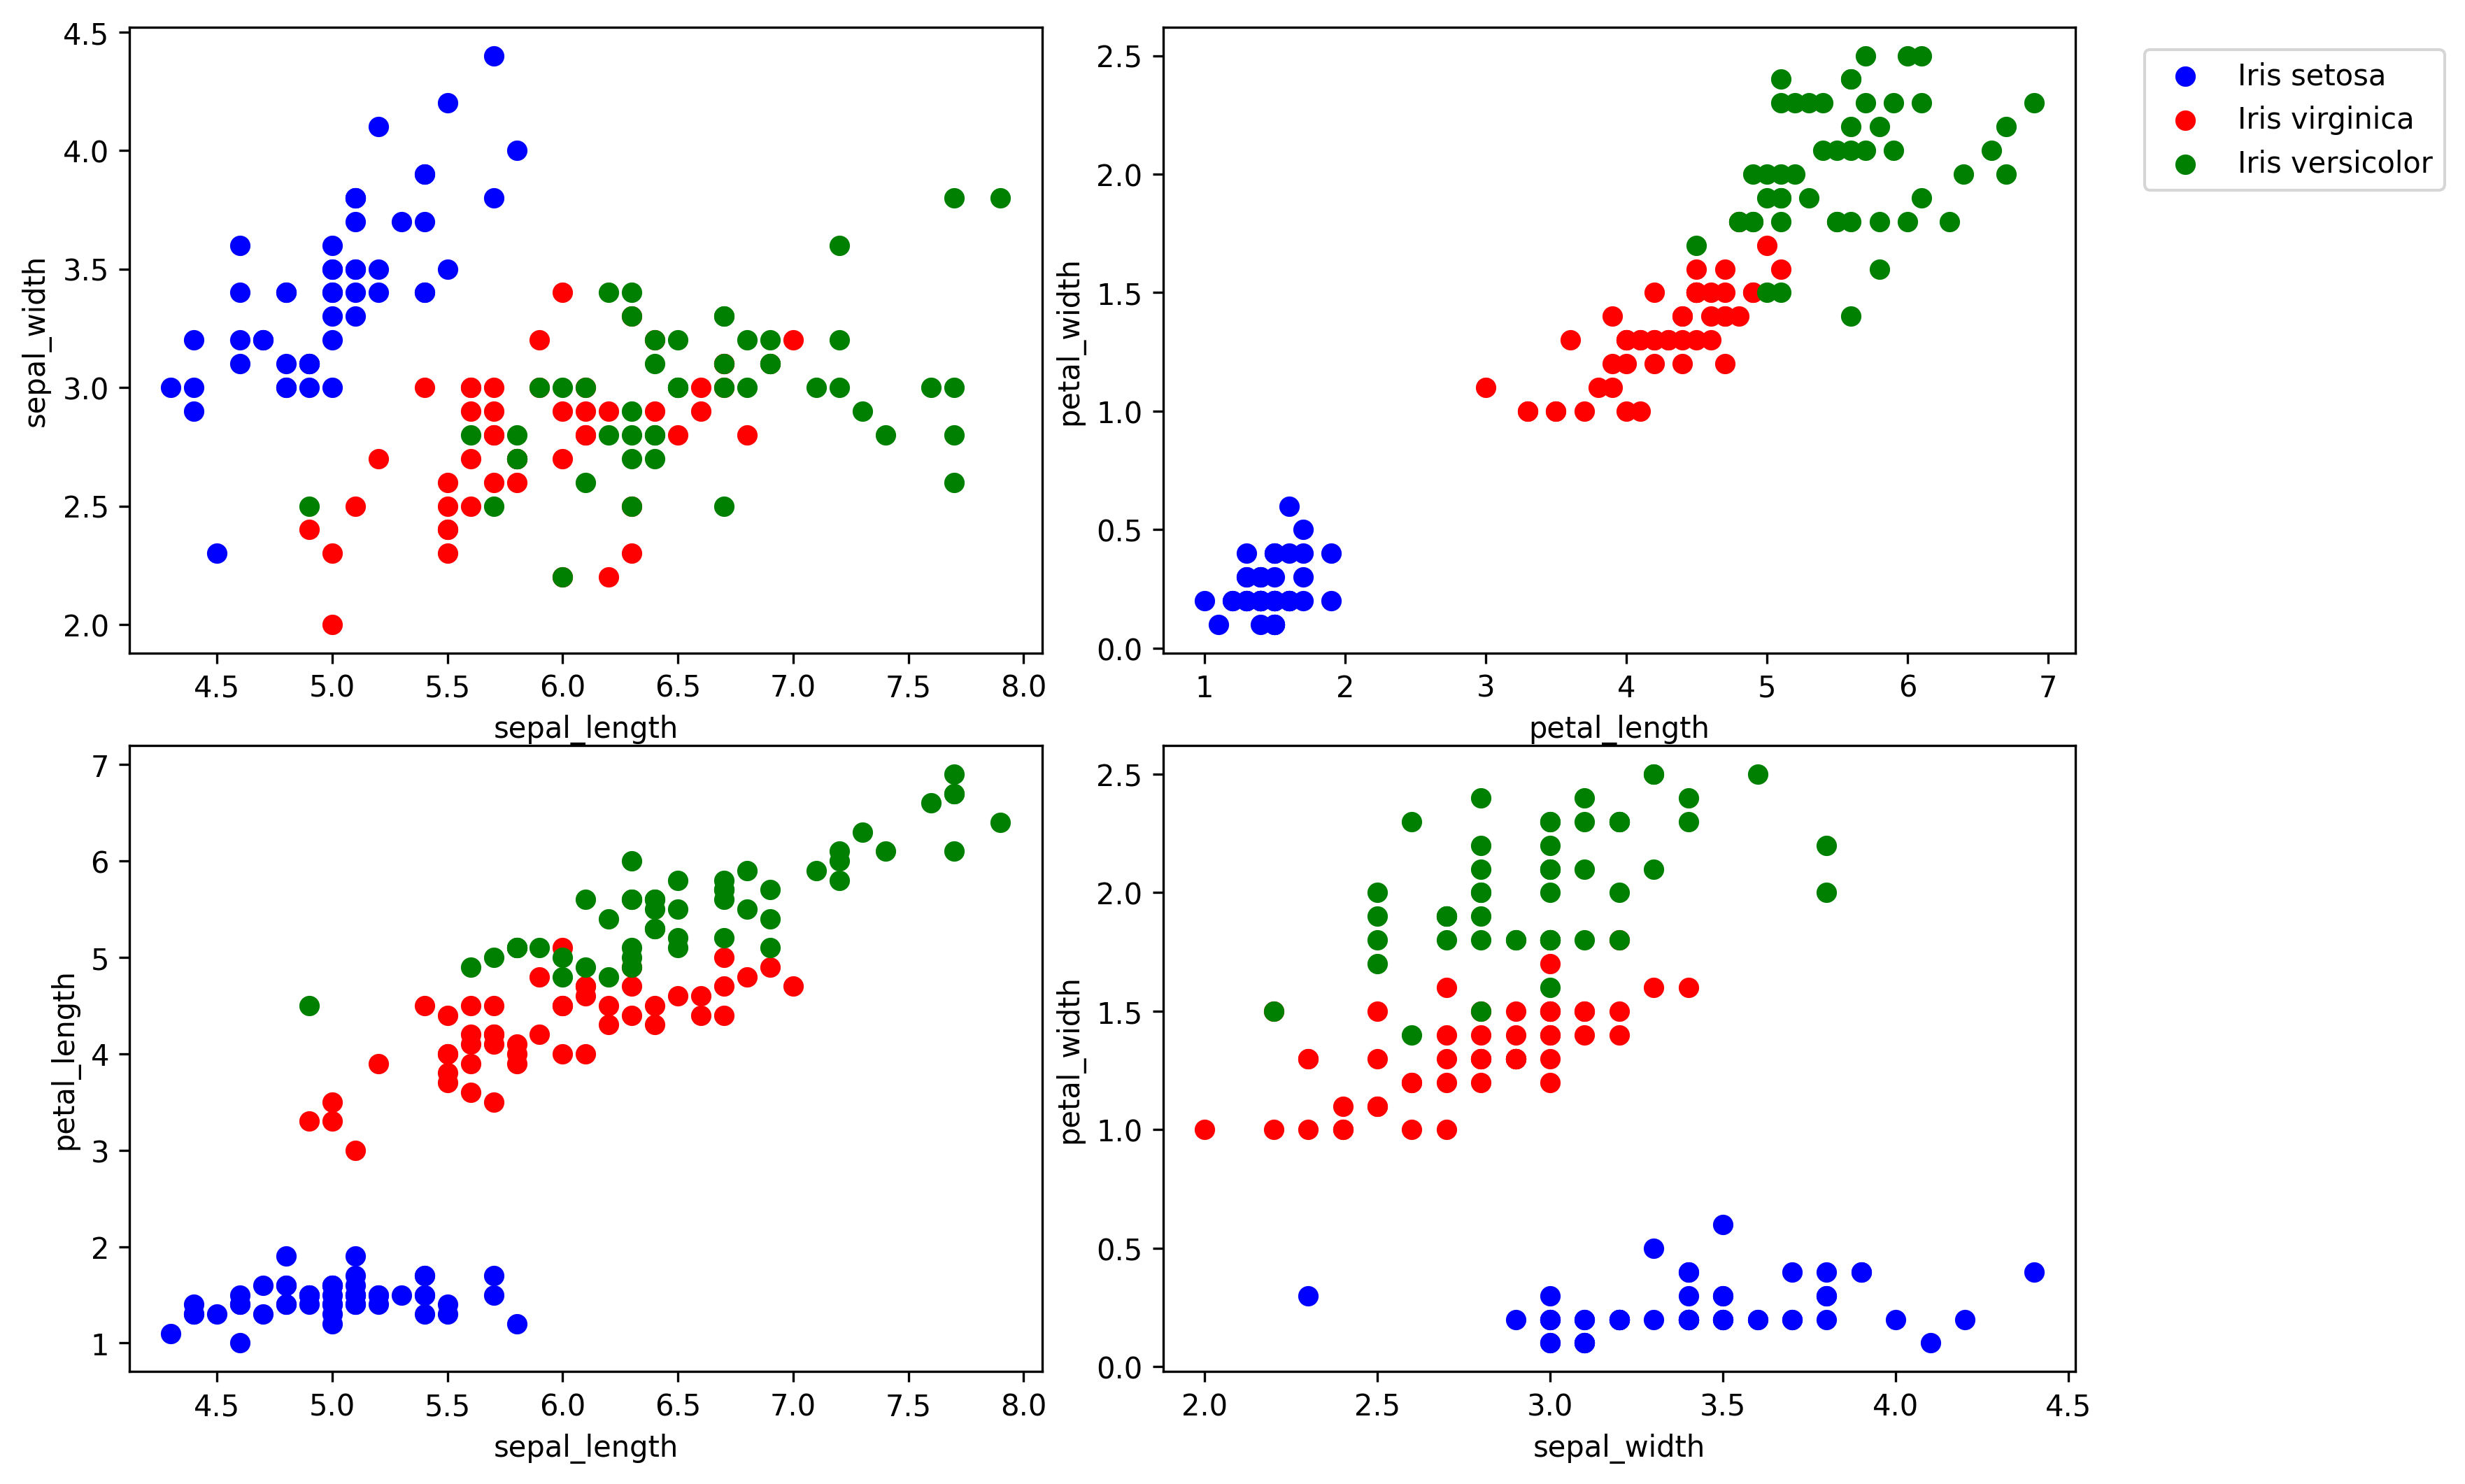 4.5
4.0
3.5
3.0
2.5
2.0
sepal_width
4.5 5.0 5.5 6.0 6.5 7.0 7.5 8.0
sepal_length
2.5
2.0
1.5
1.0
0.5
0.0
petal_width
1 2 3 4 5 6 7
petal_length
Iris setosa
Iris virginica
Iris versicolor
7
6
5
4
3
2
1
petal_length
4.5 5.0 5.5 6.0 6.5 7.0 7.5 8.0
sepal_length
2.5
2.0
1.5
1.0
0.5
0.0
petal_width
2.0 2.5 3.0 3.5 4.0 4.5
sepal_width